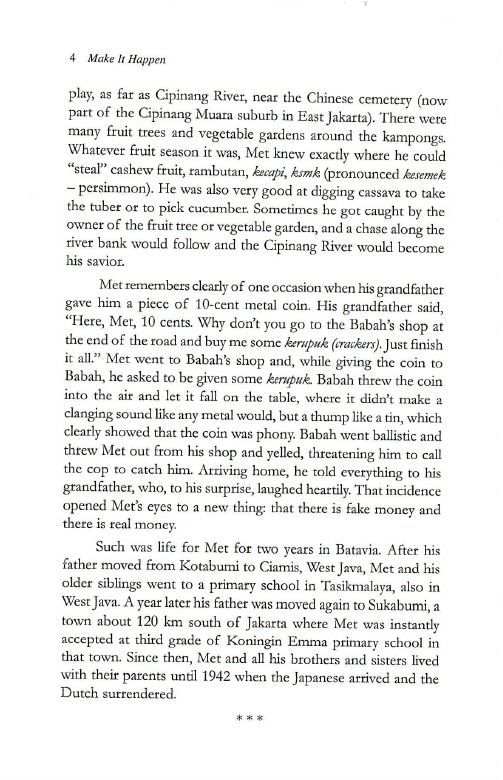 4 Make It Happen
play, as far as Cipinang River, near the Chinese cemetery (now
part of the Cipinang Muara suburb in East Jakarta). There were
many fruit trees and vegetable gardens around the kampongs.
Whatever fruit season it was, Met knew exactly where he could
“steal” cashew fruit, rambutan, kecapi, ksmk (pronounced kesemek
– persimmon). He was also very good at digging cassava to take
the tuber or to pick cucumber. Sometimes he got caught by the
owner of the fruit tree or vegetable garden, and a chase along the
river bank would follow and the Cipinang River would become
his savior.
Met remembers clearly of one occasion when his grandfather
gave him a piece of 10-cent metal coin. His grandfather said,
“Here, Met, 10 cents. Why don’t you go to the Babah’s shop at
the end of the road and buy me some kerupuk (crackers). Just finish
it all.” Met went to Babah’s shop and, while giving the coin to
Babah, he asked to be given some kerupuk. Babah threw the coin
into the air and let it fall on the table, where it didn’t make a
clanging sound like any metal would, but a thump like a tin, which
clearly showed that the coin was phony. Babah went ballistic and
threw Met out from his shop and yelled, threatening him to call
the cop to catch him. Arriving home, he told everything to his
grandfather, who, to his surprise, laughed heartily. That incidence
opened Met’s eyes to a new thing: that there is fake money and
there is real money.
Such was life for Met for two years in Batavia. After his
father moved from Kotabumi to Ciamis, West Java, Met and his
older siblings went to a primary school in Tasikmalaya, also in
West Java. A year later his father was moved again to Sukabumi, a
town about 120 km south of Jakarta where Met was instantly
accepted at third grade of Koningin Emma primary school in
that town. Since then, Met and all his brothers and sisters lived
with their parents until 1942 when the Japanese arrived and the
Dutch surrendered.
***